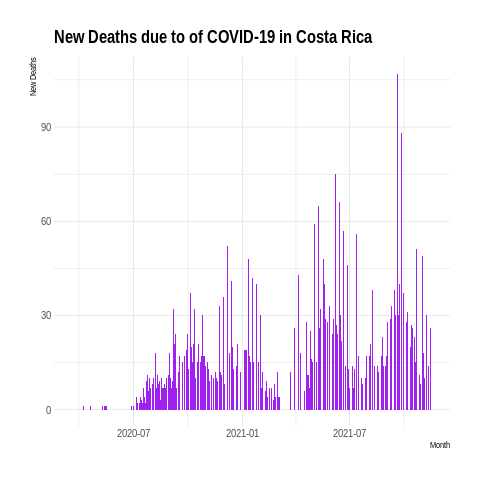 New Deaths due to of COVID-19 in Costa Rica
New Deaths
90
60
30
0
2020-07
2021-01
2021-07
Month